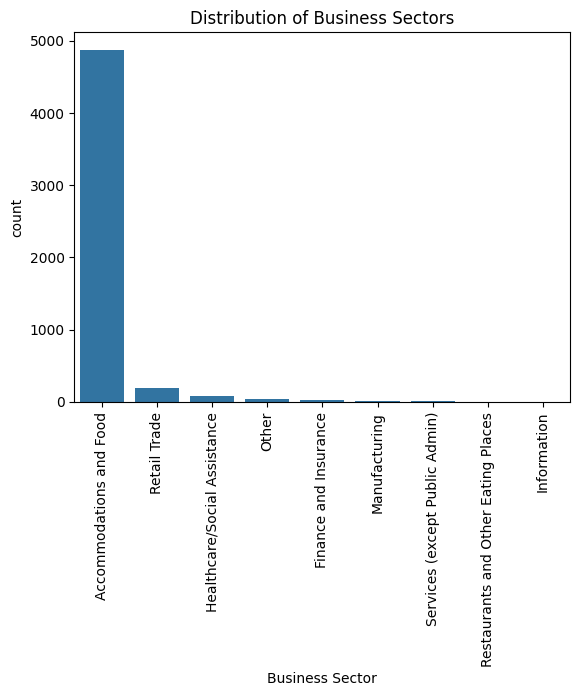 Distribution of Business Sectors
5000
4000
3000
2000
1000
0
count
Accommodations and Food
Retail Trade
Healthcare/Social Assistance
Other
Finance and Insurance
Manufacturing
Services (except Public Admin)
Restaurants and Other Eating Places
Information
Business Sector